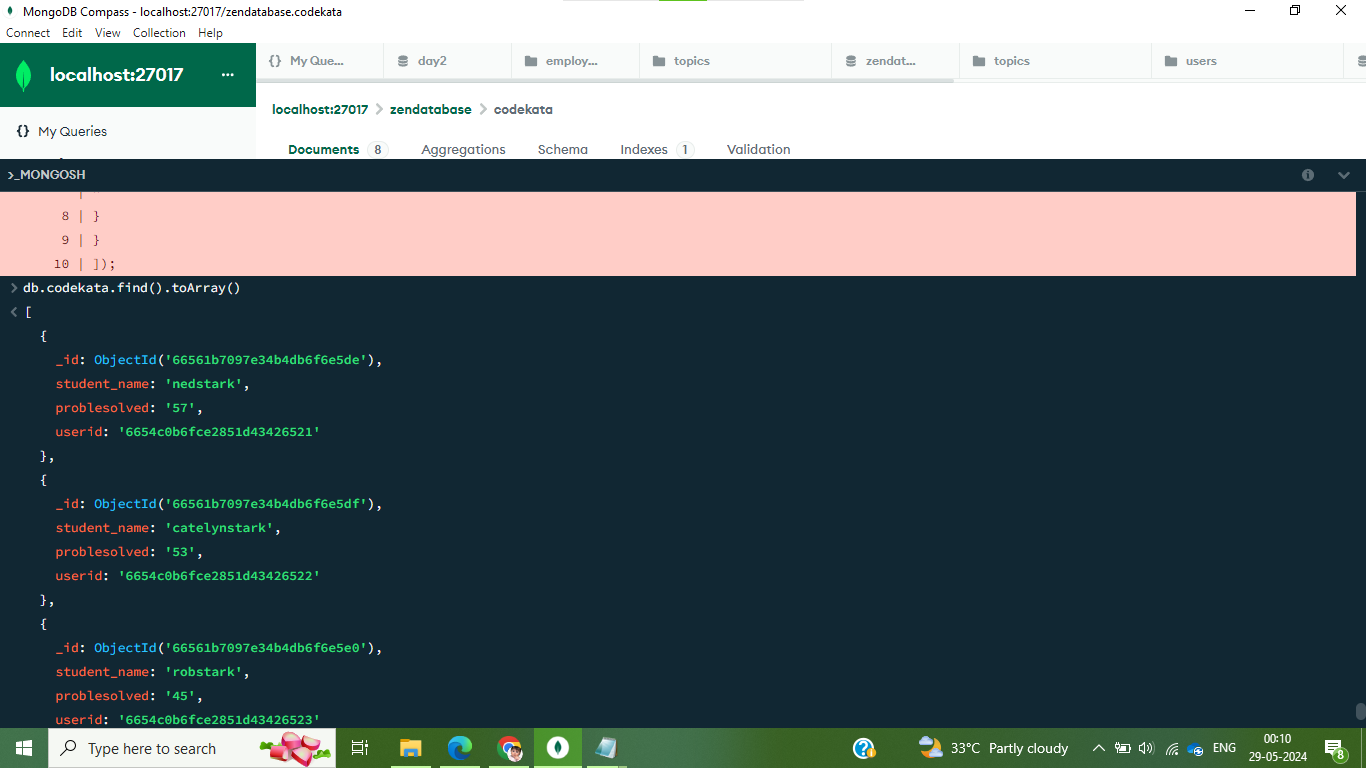 MongoDB Compass - localhost:27017/zendatabase.codekata
Connect Edit View Collection Help
localhost:27017 ...
{} My Que... day2 employ... topics zendat... topics users
localhost:27017 > zendatabase > codekata
{} My Queries
Documents 8 Aggregations Schema Indexes 1 Validation
>_MONGOSH
8 | }
9 | }
10 | ]);
> db.codekata.find().toArray()
< [
{
_id: ObjectId('66561b7097e34b4db6f6e5de'),
student_name: 'nedstark',
problesolved: '57',
userid: '6654c0b6fce2851d43426521'
},
{
_id: ObjectId('66561b7097e34b4db6f6e5df'),
student_name: 'catelynstark',
problesolved: '53',
userid: '6654c0b6fce2851d43426522'
},
{
_id: ObjectId('66561b7097e34b4db6f6e5e0'),
student_name: 'robstark',
problesolved: '45',
userid: '6654c0b6fce2851d43426523'
Type here to search
33°C Partly cloudy
ENG
00:10
29-05-2024
8